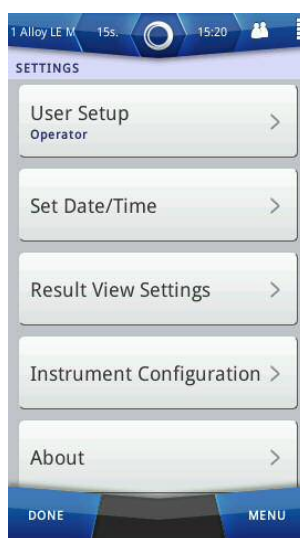 1 Alloy LE M 15s. 15:20
SETTINGS
User Setup
Operator
Set Date/Time
Result View Settings
Instrument Configuration
About
DONE MENU